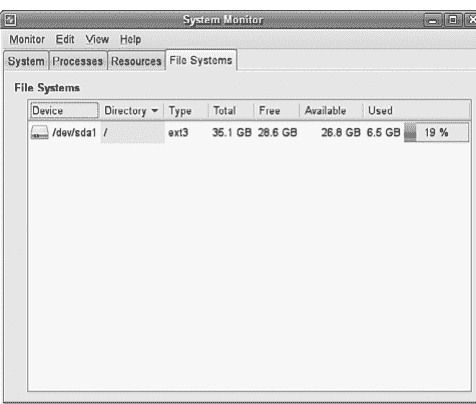 System Monitor
Monitor Edit View Help
System Processes Resources File Systems
File Systems
Device Directory Type Total Free Available Used
/dev/sda1 / ext3 35.1 GB 28.6 GB 26.8 GB 6.5 GB 19 %